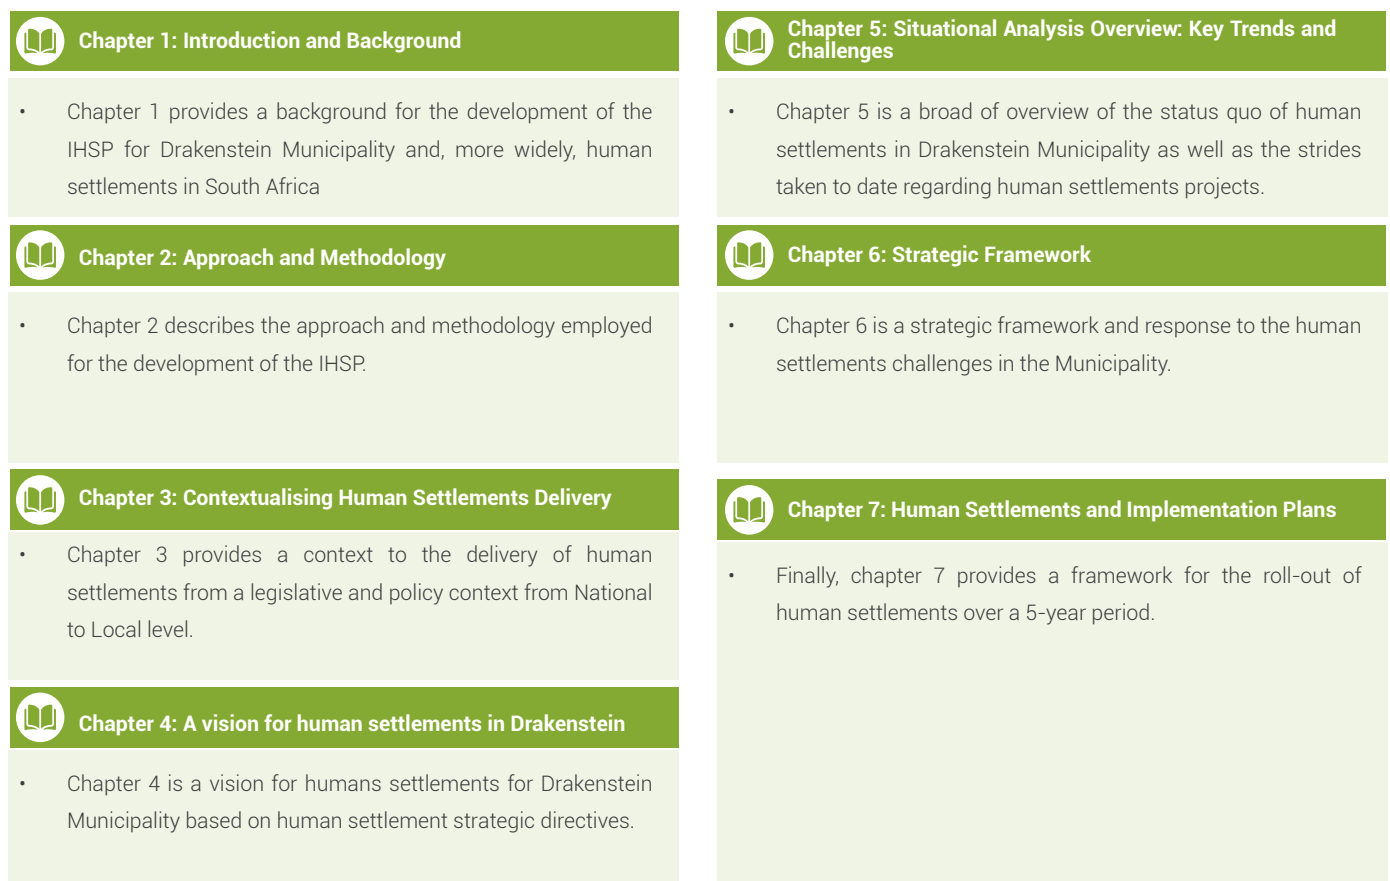 Chapter 1: Introduction and Background
• Chapter 1 provides a background for the development of the
IHSP for Drakenstein Municipality and, more widely, human
settlements in South Africa
Chapter 2: Approach and Methodology
• Chapter 2 describes the approach and methodology employed
for the development of the IHSP.
Chapter 3: Contextualising Human Settlements Delivery
• Chapter 3 provides a context to the delivery of human
settlements from a legislative and policy context from National
to Local level.
Chapter 4: A vision for human settlements in Drakenstein
• Chapter 4 is a vision for humans settlements for Drakenstein
Municipality based on human settlement strategic directives.
Chapter 5: Situational Analysis Overview: Key Trends and
Challenges
• Chapter 5 is a broad of overview of the status quo of human
settlements in Drakenstein Municipality as well as the strides
taken to date regarding human settlements projects.
Chapter 6: Strategic Framework
• Chapter 6 is a strategic framework and response to the human
settlements challenges in the Municipality.
Chapter 7: Human Settlements and Implementation Plans
• Finally, chapter 7 provides a framework for the roll-out of
human settlements over a 5-year period.